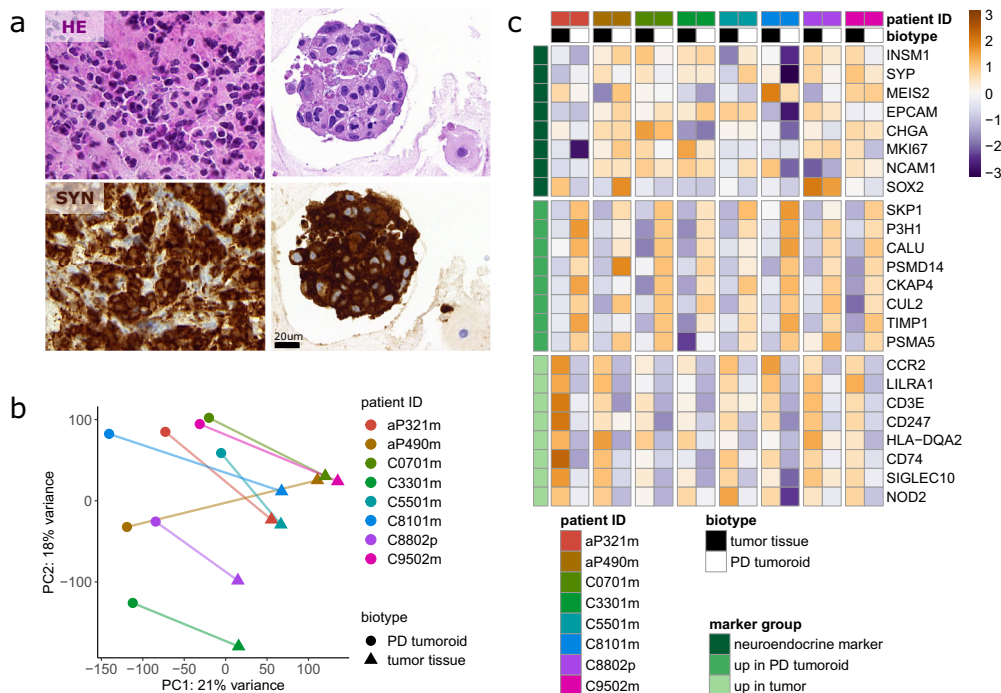 a
HE
SYN
20um
b
PC2: 18% variance
100
0
−100
−150
−100
−50
0
50
100
PC1: 21% variance
patient ID
aP321m
aP490m
C0701m
C3301m
C5501m
C8101m
C8802p
C9502m
biotype
PD tumoroid
tumor tissue
c
patient ID
biotype
INSM1
SYP
MEIS2
EPCAM
CHGA
MKI67
NCAM1
SOX2
SKP1
P3H1
CALU
PSMD14
CKAP4
CUL2
TIMP1
PSMA5
CCR2
LILRA1
CD3E
CD247
HLA−DQA2
CD74
SIGLEC10
NOD2
3
2
1
0
−1
−2
−3
patient ID
aP321m
aP490m
C0701m
C3301m
C5501m
C8101m
C8802p
C9502m
biotype
tumor tissue
PD tumoroid
marker group
neuroendocrine marker
up in PD tumoroid
up in tumor